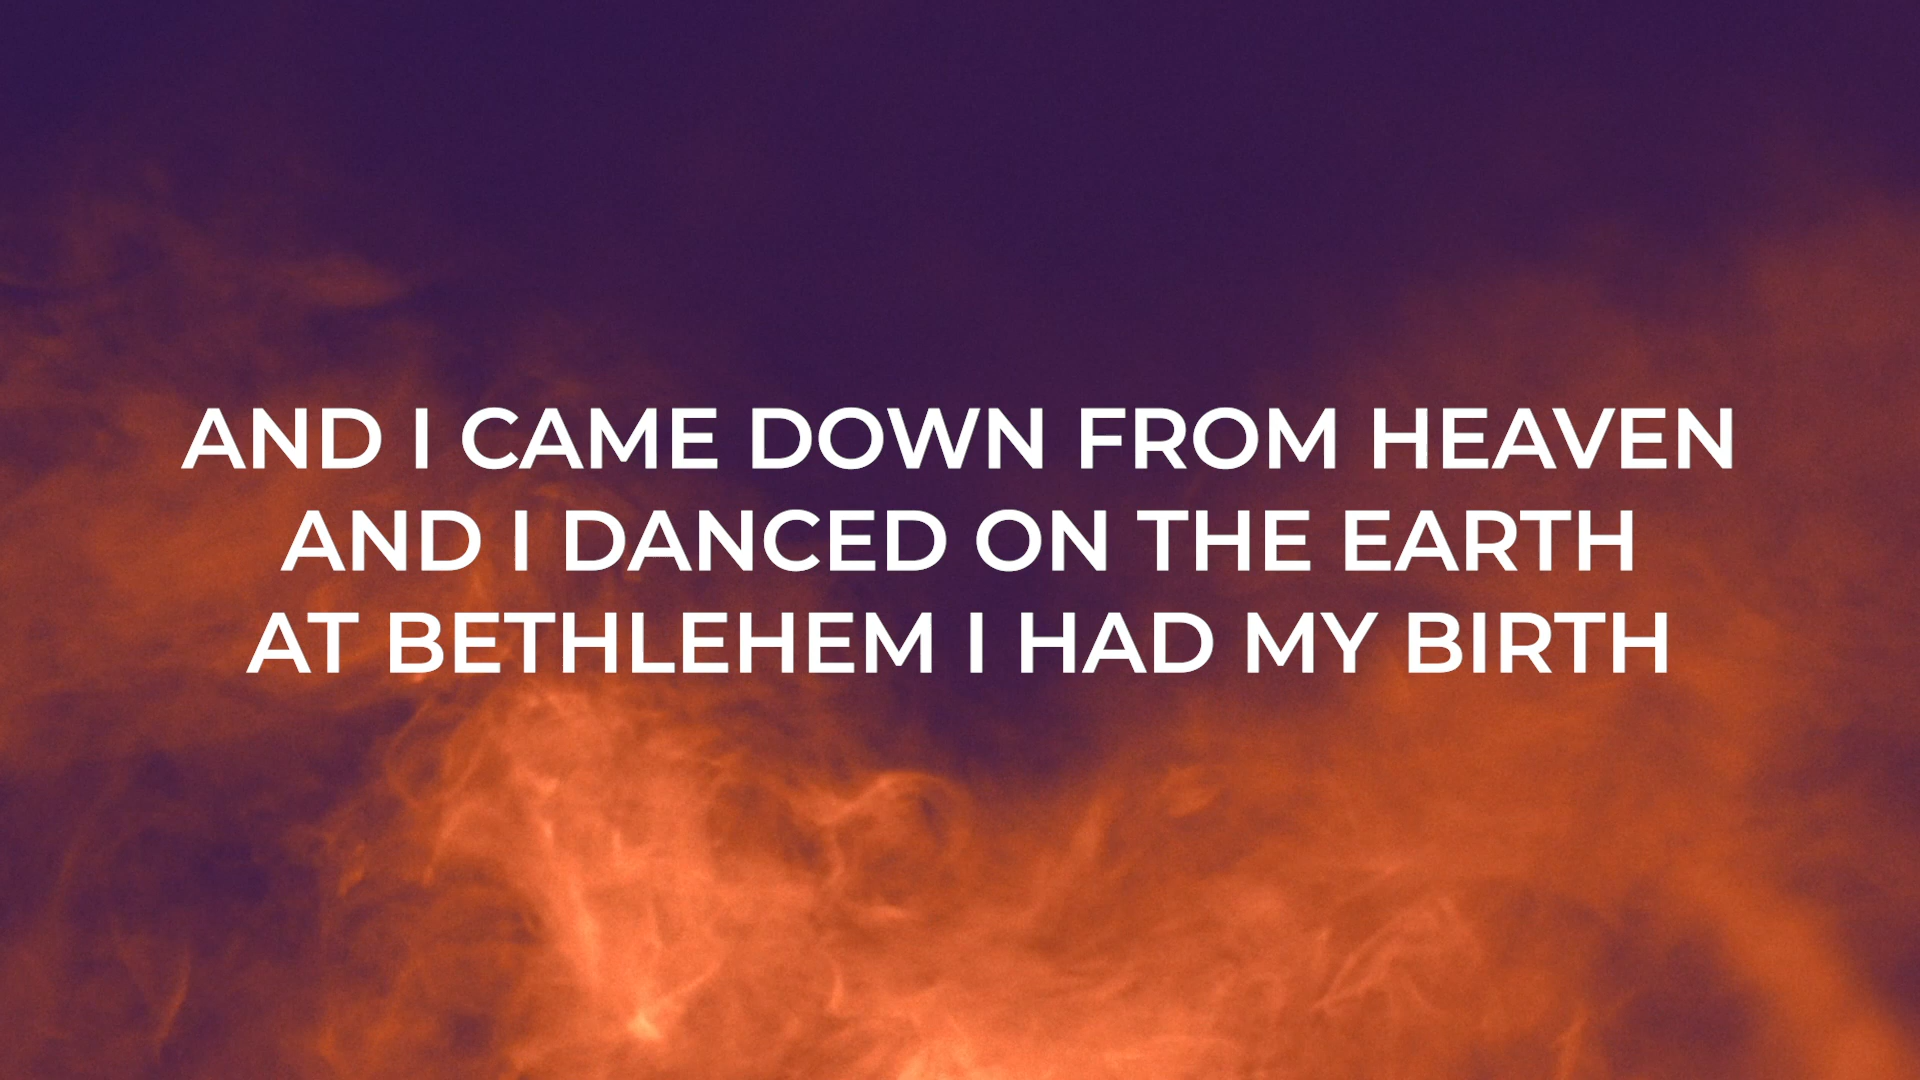 AND I CAME DOWN FROM HEAVEN
AND I DANCED ON THE EARTH
AT BETHLEHEM I HAD MY BIRTH